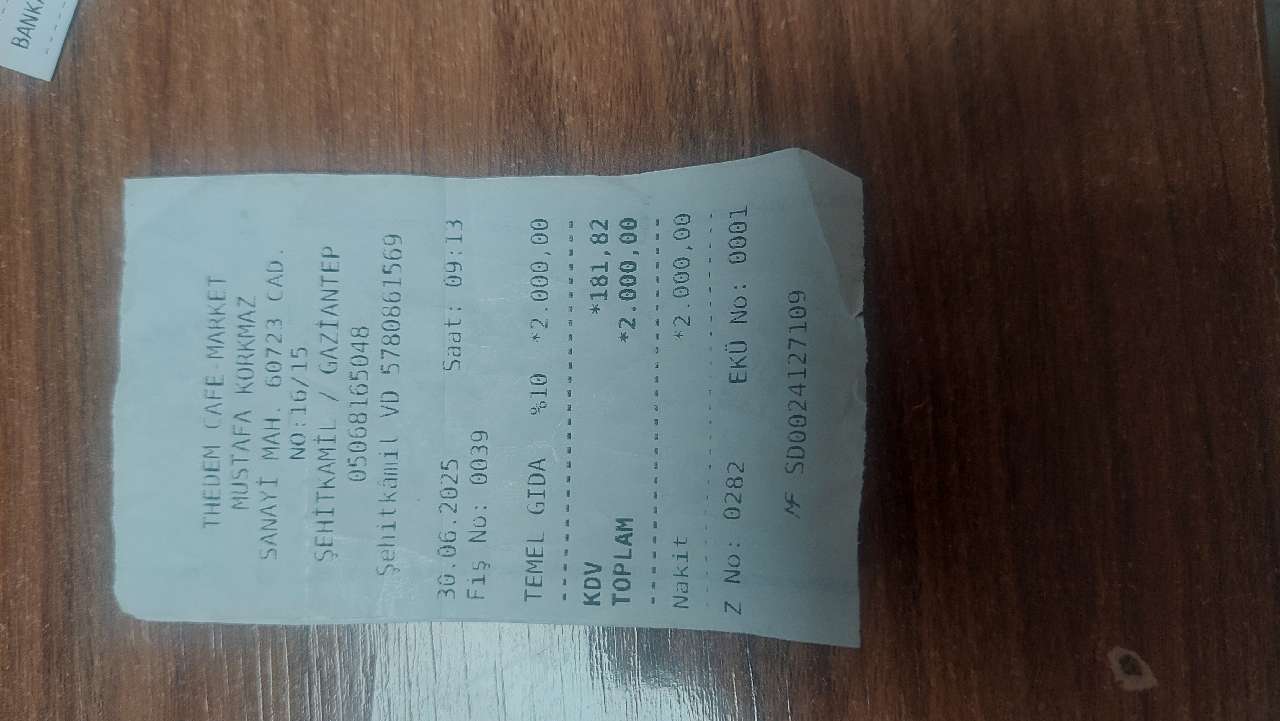 THEDEM CAFE-MARKET
MUSTAFA KORKMAZ
SANAYİ MAH. 60723 CAD.
NO:16/15
ŞEHİTKAMİL / GAZİANTEP
05068165048
Şehitkâmil VD 5780861569
30.06.2025 Saat: 09:13
Fiş No: 0039
TEMEL GIDA %10 *2.000,00
KDV *181,82
TOPLAM *2.000,00
Nakit *2.000,00
Z No: 0282 EKÜ No: 0001
MF SD0024127109
BANK